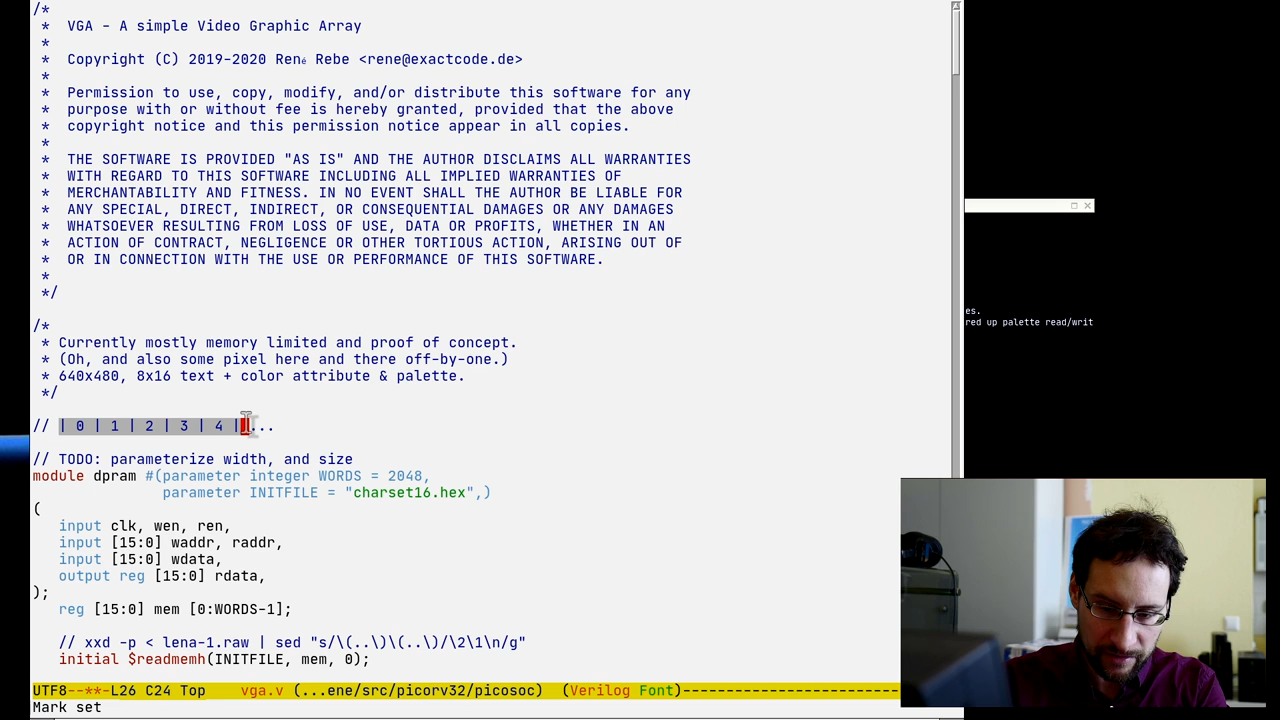 /*
 *  VGA - A simple Video Graphic Array
 *
 *  Copyright (C) 2019-2020 René Rebe <rene@exactcode.de>
 *
 *  Permission to use, copy, modify, and/or distribute this software for any
 *  purpose with or without fee is hereby granted, provided that the above
 *  copyright notice and this permission notice appear in all copies.
 *
 *  THE SOFTWARE IS PROVIDED "AS IS" AND THE AUTHOR DISCLAIMS ALL WARRANTIES
 *  WITH REGARD TO THIS SOFTWARE INCLUDING ALL IMPLIED WARRANTIES OF
 *  MERCHANTABILITY AND FITNESS. IN NO EVENT SHALL THE AUTHOR BE LIABLE FOR
 *  ANY SPECIAL, DIRECT, INDIRECT, OR CONSEQUENTIAL DAMAGES OR ANY DAMAGES
 *  WHATSOEVER RESULTING FROM LOSS OF USE, DATA OR PROFITS, WHETHER IN AN
 *  ACTION OF CONTRACT, NEGLIGENCE OR OTHER TORTIOUS ACTION, ARISING OUT OF
 *  OR IN CONNECTION WITH THE USE OR PERFORMANCE OF THIS SOFTWARE.
 *
 */
/*
 * Currently mostly memory limited and proof of concept.
 * (Oh, and also some pixel here and there off-by-one.)
 * 640x480, 8x16 text + color attribute & palette.
 */
// | 0 | 1 | 2 | 3 | 4 | ...
// TODO: parameterize width, and size
module dpram #(parameter integer WORDS = 2048,
               parameter INITFILE = "charset16.hex",)
(
   input clk, wen, ren,
   input [15:0] waddr, raddr,
   input [15:0] wdata,
   output reg [15:0] rdata,
);
   reg [15:0] mem [0:WORDS-1];
   // xxd -p < lena-1.raw | sed "s/\(..\)\(..\)/\2\1\n/g"
   initial $readmemh(INITFILE, mem, 0);
UTF8--**-L26 C24 Top    vga.v (...ene/src/picorv32/picosoc)  (Verilog Font)-------------------------
Mark set
es.
red up palette read/writ